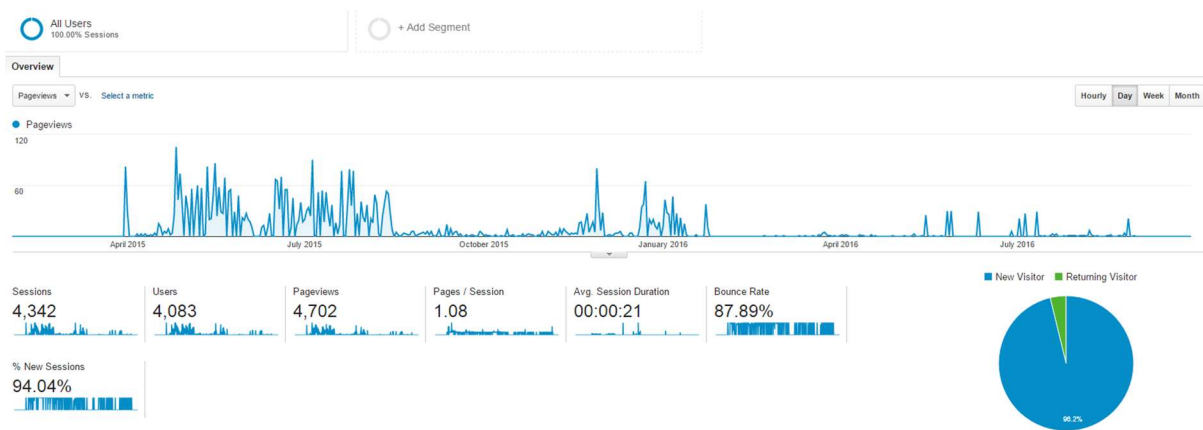 All Users
100.00% Sessions
+ Add Segment
Overview
Pageviews VS. Select a metric
Hourly Day Week Month
Pageviews
120
60
April 2015 July 2015 October 2015 January 2016 April 2016 July 2016
New Visitor Returning Visitor
Sessions Users Pageviews Pages / Session Avg. Session Duration Bounce Rate
4,342 4,083 4,702 1.08 00:00:21 87.89%
% New Sessions
94.04%
96.2%